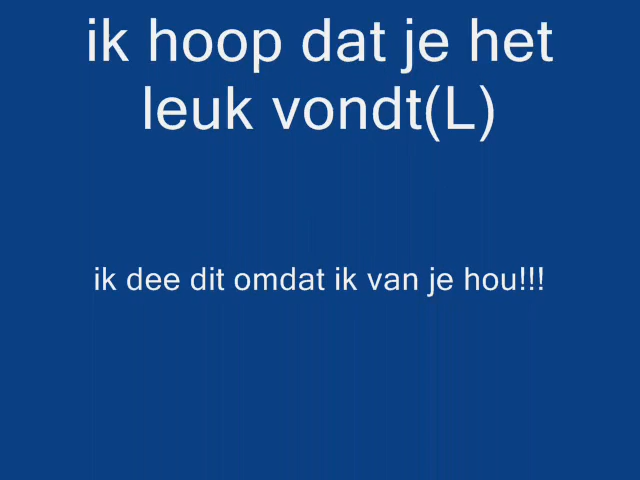 ik hoop dat je het
leuk vondt(L)
ik dee dit omdat ik van je hou!!!